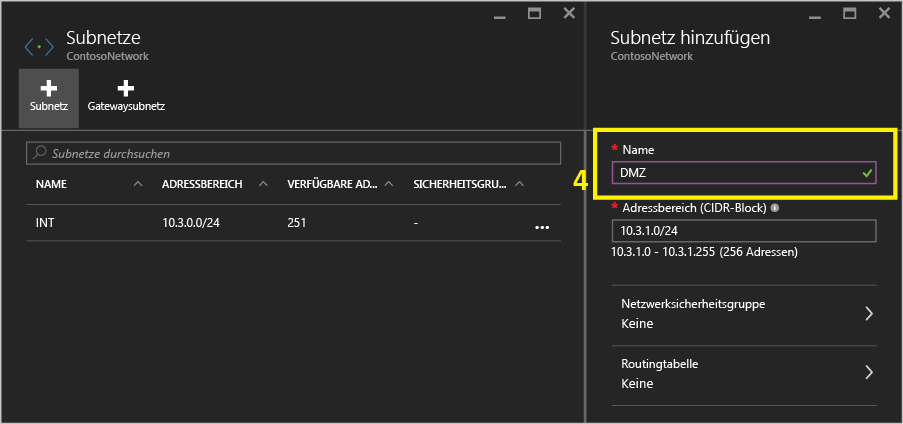 Subnetze
ContosoNetwork
Subnetz
Gatewaysubnetz
Subnetze durchsuchen
NAME ADRESSBEREICH VERFÜGBARE AD... SICHERHEITSGRU...
INT 10.3.0.0/24 251 - ...
Subnetz hinzufügen
ContosoNetwork
4
* Name
DMZ
* Adressbereich (CIDR-Block)
10.3.1.0/24
10.3.1.0 - 10.3.1.255 (256 Adressen)
Netzwerksicherheitsgruppe
Keine
Routingtabelle
Keine